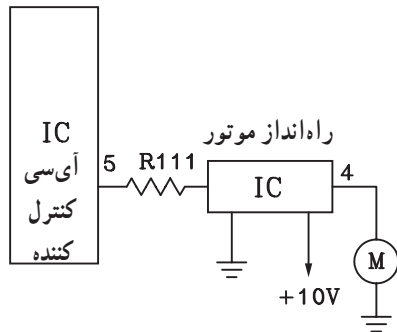 IC
آی‌سی
کنترل
کننده
5
R111
راه‌انداز موتور
IC
4
M
+10V